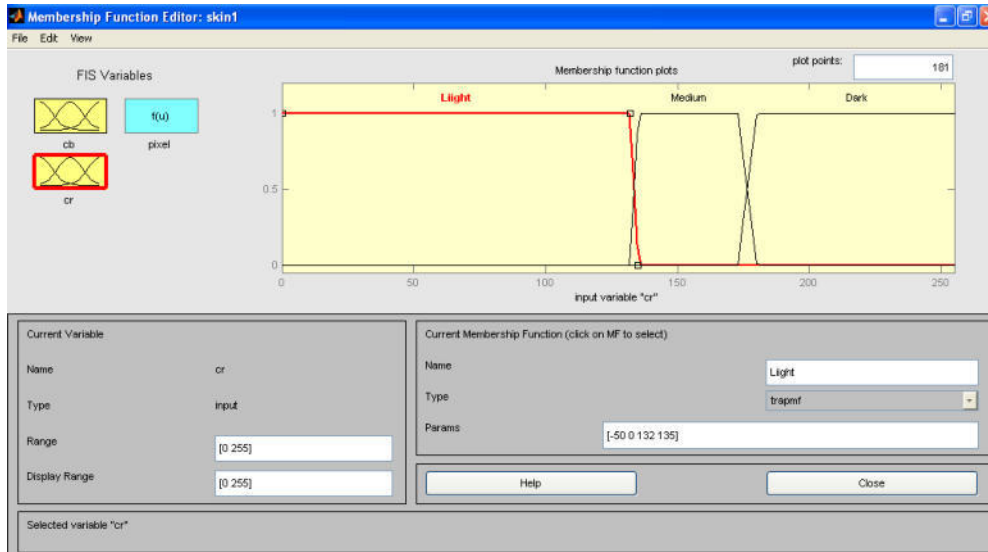 Membership Function Editor: skin1
File Edit View
FIS Variables
cb
f(u)
pixel
cr
Membership function plots
plot points:
181
Liight
Medium
Dark
1
0.5
0
0 50 100 150 200 250
input variable "cr"
Current Variable
Name cr
Type input
Range [0 255]
Display Range [0 255]
Current Membership Function (click on MF to select)
Name Liight
Type trapmf
Params [-50 0 132 135]
Help
Close
Selected variable "cr"